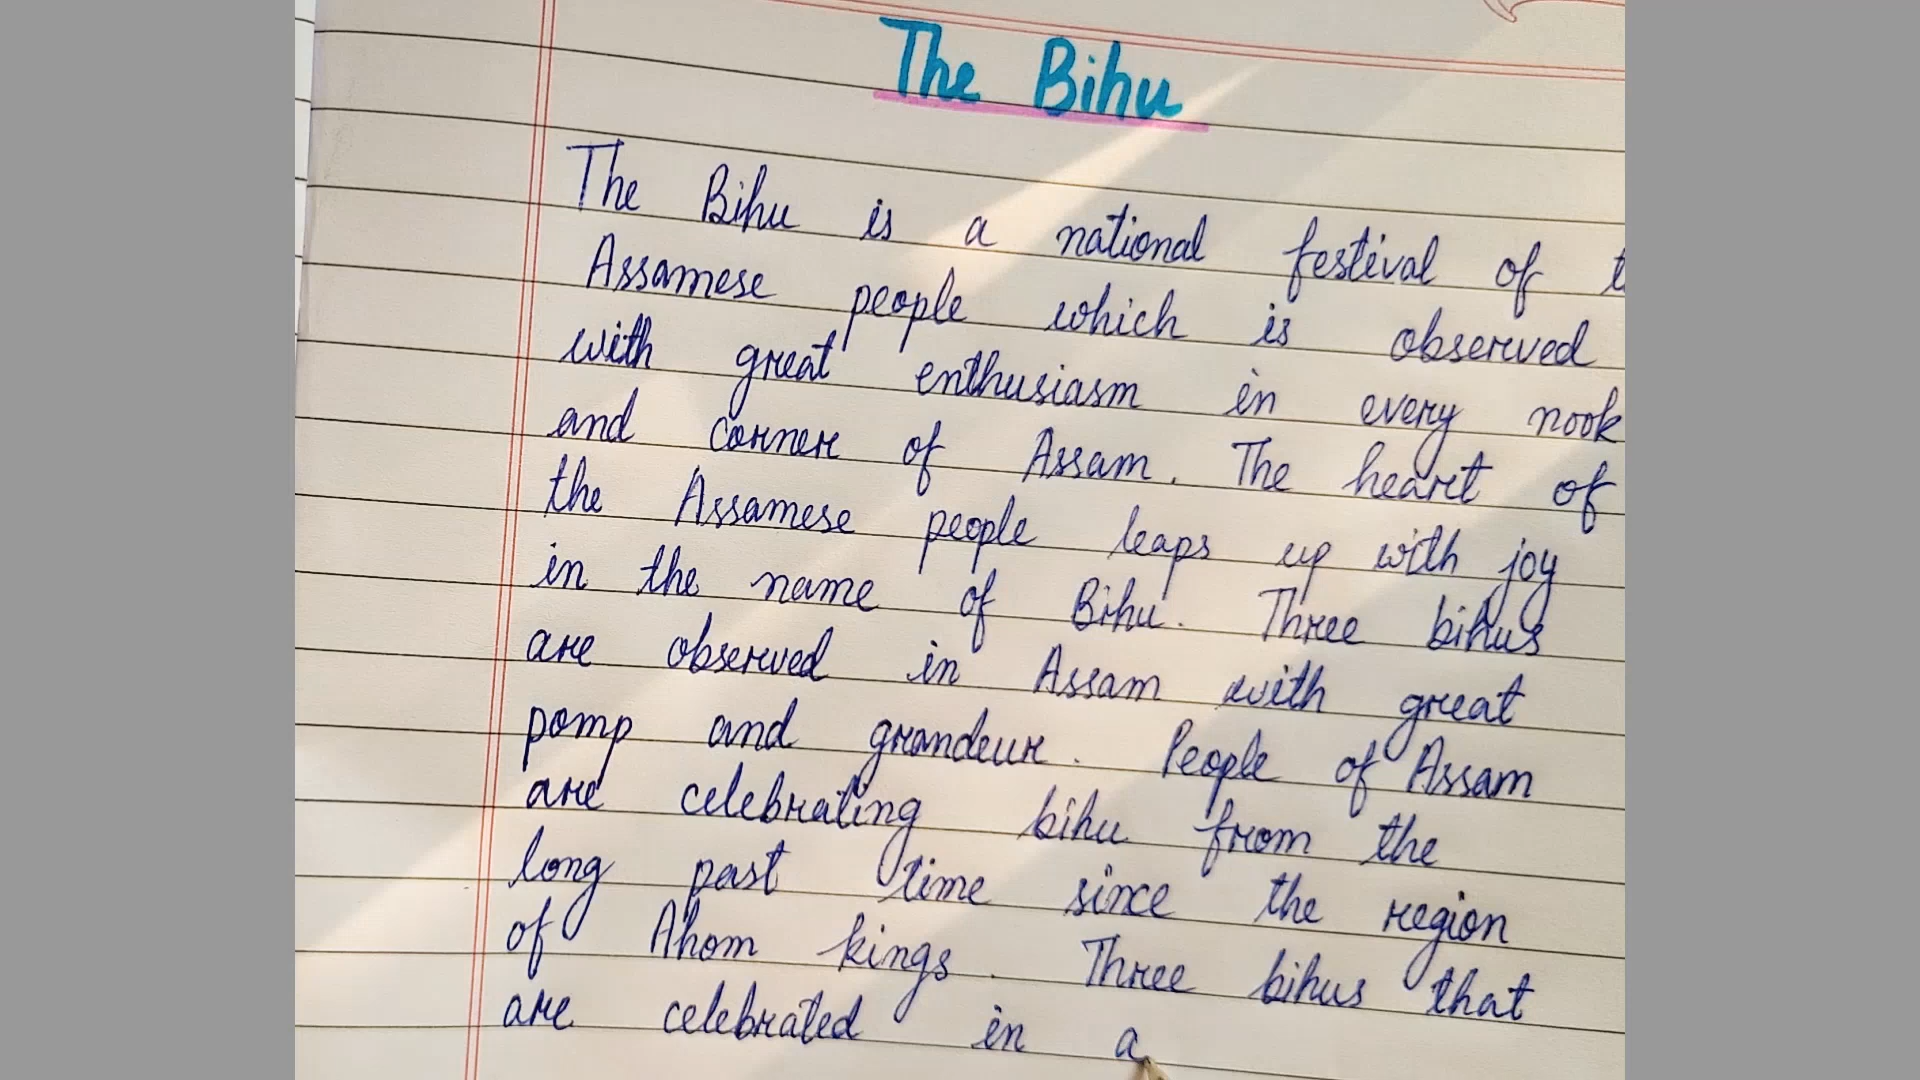 The Bihu
The Bihu is a national festival of t
Assamese people which is observed
with great enthusiasm in every nook
and corner of Assam. The heart of
the Assamese people leaps up with joy
in the name of Bihu. Three bihus
are observed in Assam with great
pomp and grandeur. People of Assam
are celebrating bihu from the
long past time since the region
of Ahom kings. Three bihus that
are celebrated in a